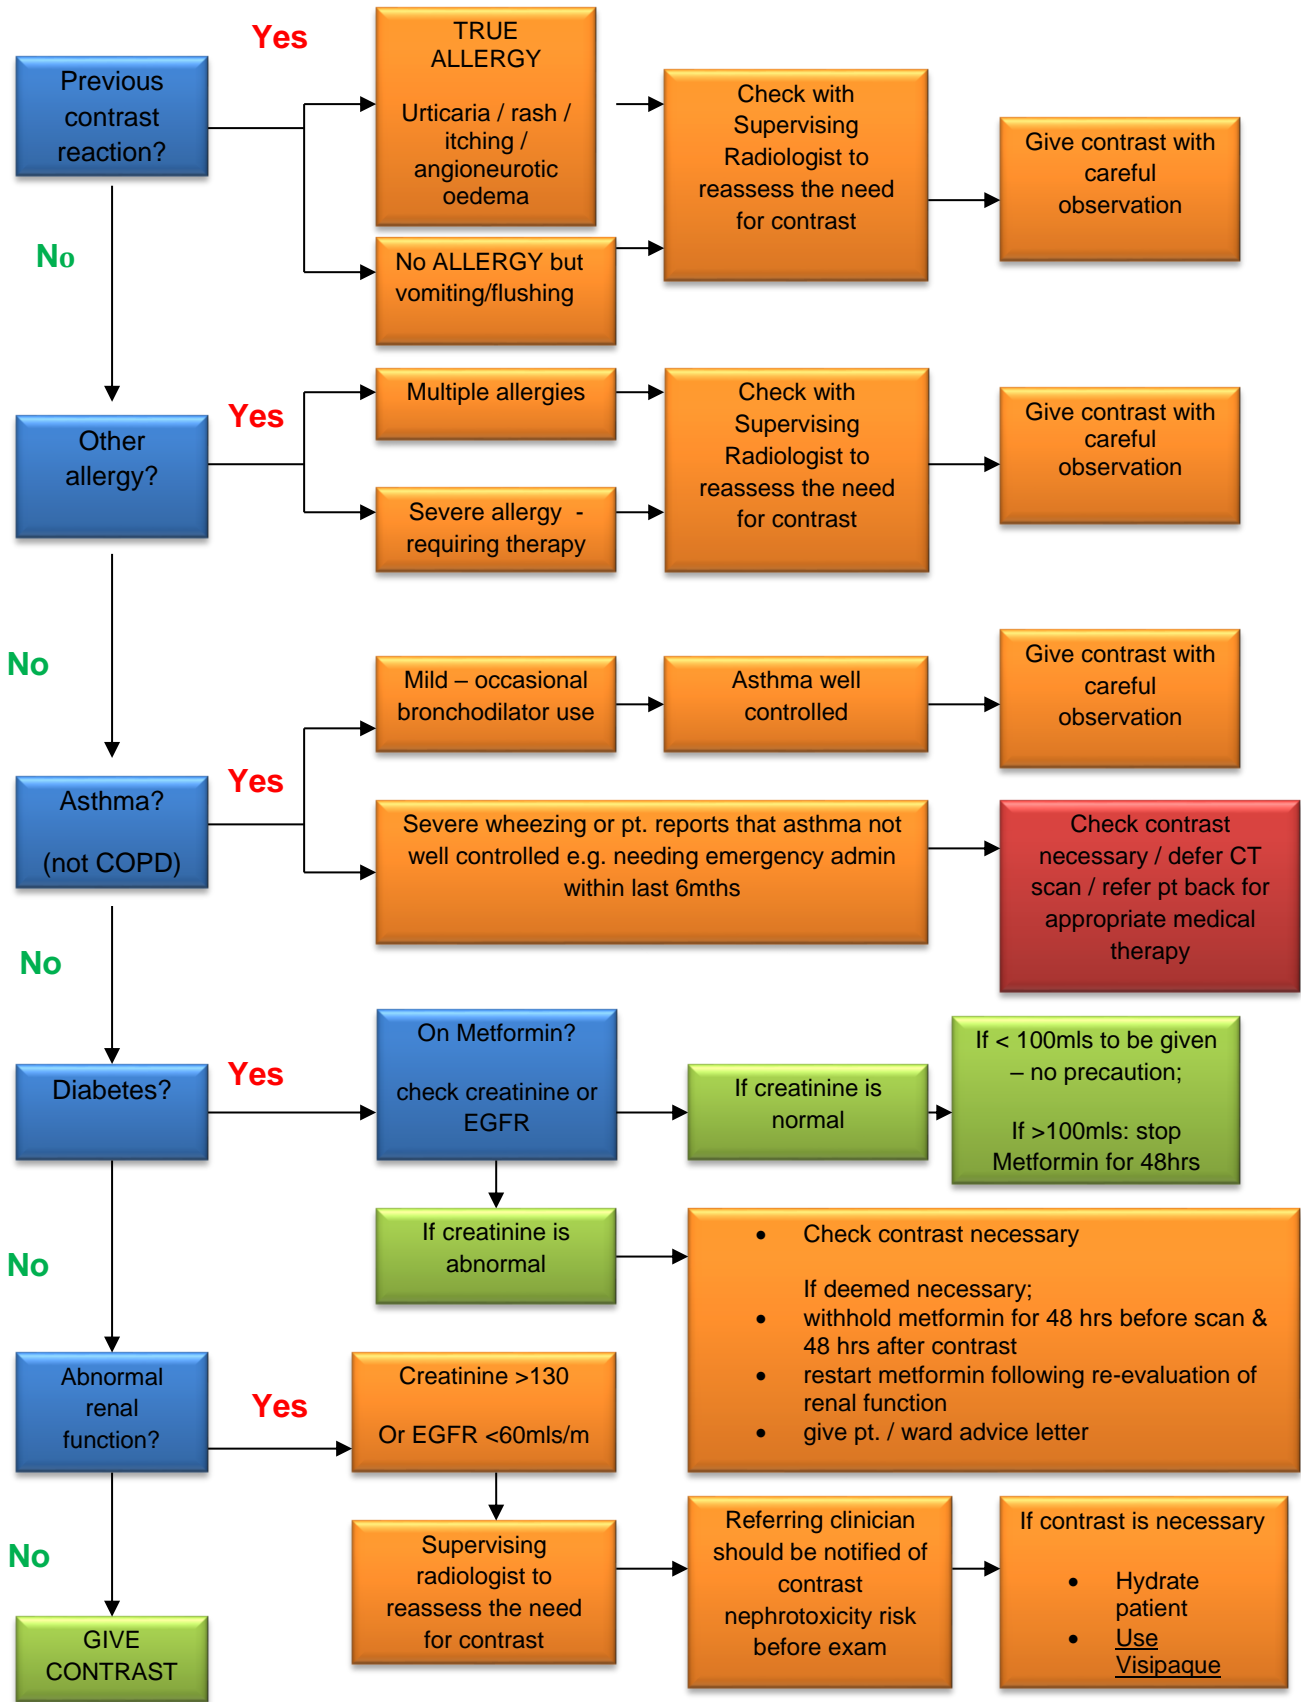 Previous
contrast
reaction?
Yes
TRUE
ALLERGY
Urticaria / rash /
itching /
angioneurotic
oedema
No ALLERGY but
vomiting/flushing
Check with
Supervising
Radiologist to
reassess the need
for contrast
Give contrast with
careful
observation
No
Other
allergy?
Yes
Multiple allergies
Severe allergy  -
requiring therapy
Check with
Supervising
Radiologist to
reassess the need
for contrast
Give contrast with
careful
observation
No
Asthma?
(not COPD)
Yes
Mild – occasional
bronchodilator use
Asthma well
controlled
Give contrast with
careful
observation
Severe wheezing or pt. reports that asthma not
well controlled e.g. needing emergency admin
within last 6mths
Check contrast
necessary / defer CT
scan / refer pt back for
appropriate medical
therapy
No
Diabetes?
Yes
On Metformin?
check creatinine or
EGFR
If creatinine is
normal
If < 100mls to be given
– no precaution;
If >100mls: stop
Metformin for 48hrs
If creatinine is
abnormal
• Check contrast necessary
If deemed necessary;
• withhold metformin for 48 hrs before scan &
48 hrs after contrast
• restart metformin following re-evaluation of
renal function
• give pt. / ward advice letter
No
Abnormal
renal
function?
Yes
Creatinine >130
Or EGFR <60mls/m
Supervising
radiologist to
reassess the need
for contrast
Referring clinician
should be notified of
contrast
nephrotoxicity risk
before exam
If contrast is necessary
• Hydrate
patient
• Use
Visipaque
No
GIVE
CONTRAST